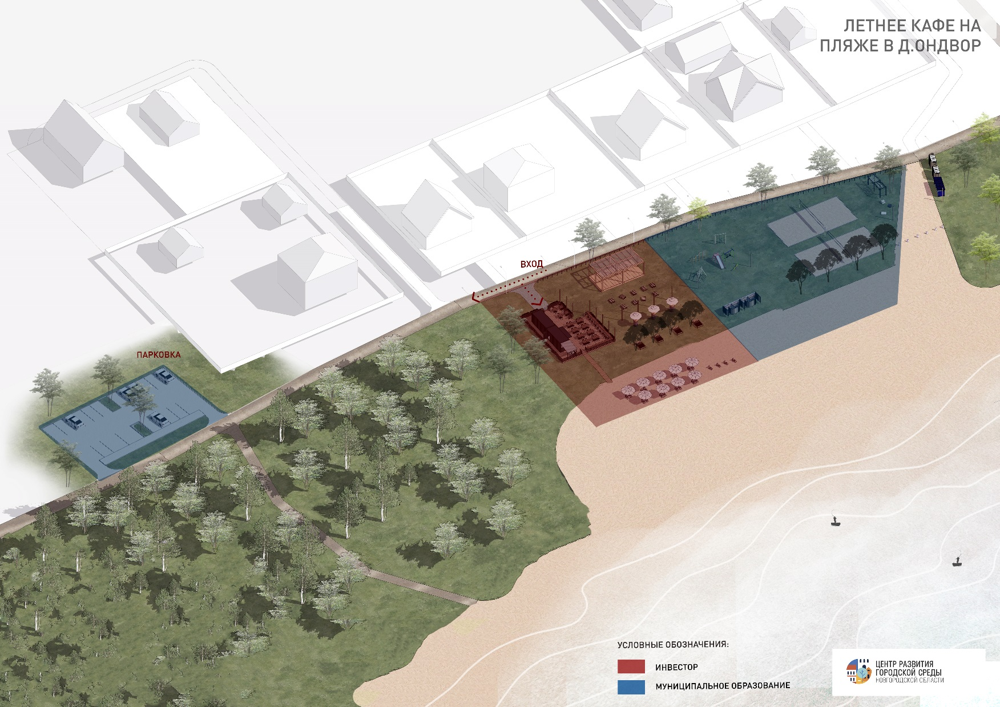 ЛЕТНЕЕ КАФЕ НА
ПЛЯЖЕ В Д.ОНДВОР
ВХОД
ПАРКОВКА
УСЛОВНЫЕ ОБОЗНАЧЕНИЯ:
ИНВЕСТОР
МУНИЦИПАЛЬНОЕ ОБРАЗОВАНИЕ
ЦЕНТР РАЗВИТИЯ
ГОРОДСКОЙ СРЕДЫ
НОВГОРОДСКОЙ ОБЛАСТИ